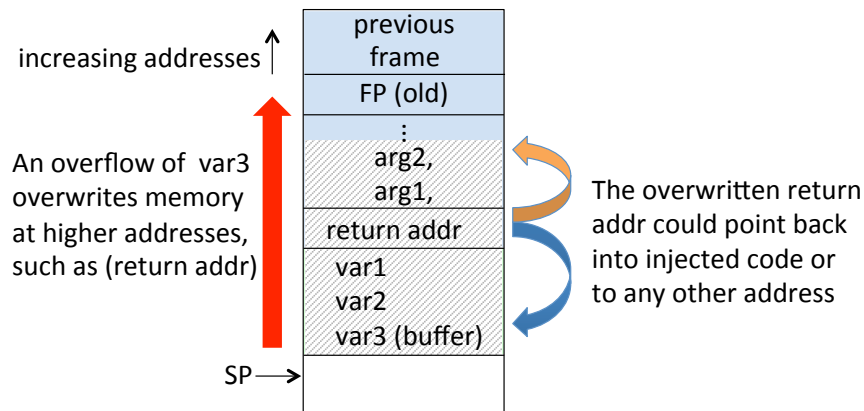 previous
frame
increasing addresses
FP (old)
⋮
An overflow of var3
overwrites memory
at higher addresses,
such as (return addr)
arg2,
arg1,
return addr
var1
var2
var3 (buffer)
SP
The overwritten return
addr could point back
into injected code or
to any other address